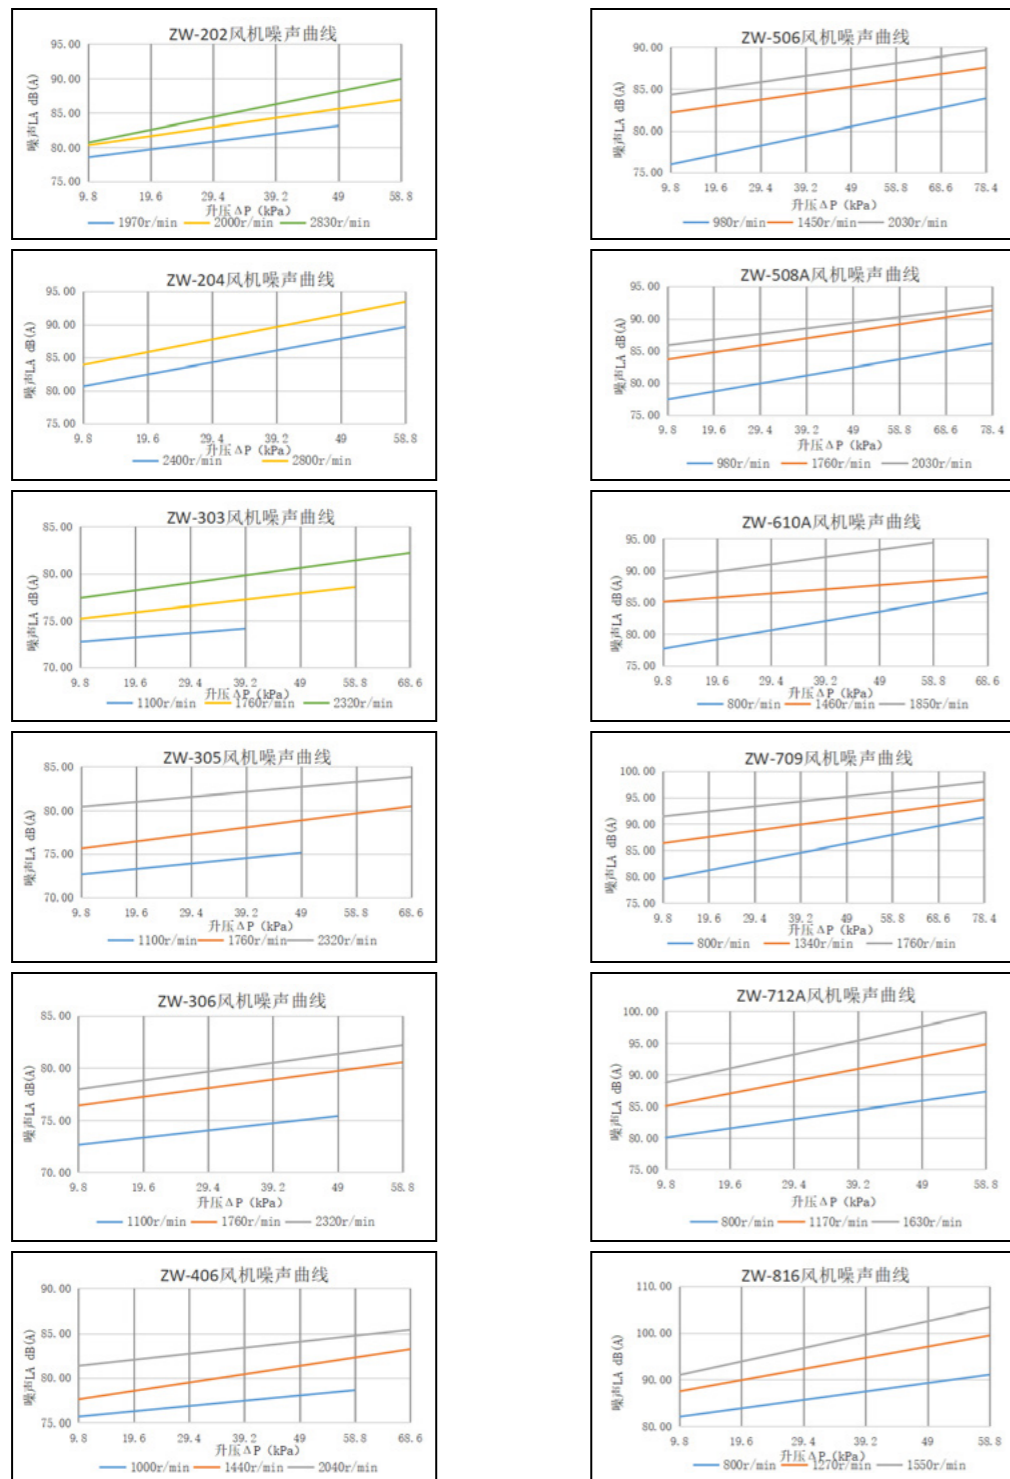 ZW-202风机噪声曲线
噪声LA dB(A)
95.00
90.00
85.00
80.00
75.00
9.8 19.6 29.4 39.2 49 58.8
升压ΔP (kPa)
1970r/min 2000r/min 2830r/min
ZW-506风机噪声曲线
噪声LA dB(A)
90.00
85.00
80.00
75.00
9.8 19.6 29.4 39.2 49 58.8 68.6 78.4
升压ΔP (kPa)
980r/min 1450r/min 2030r/min
ZW-204风机噪声曲线
噪声LA dB(A)
95.00
90.00
85.00
80.00
75.00
9.8 19.6 29.4 39.2 49 58.8
升压ΔP (kPa)
2400r/min 2800r/min
ZW-508A风机噪声曲线
噪声LA dB(A)
95.00
90.00
85.00
80.00
75.00
9.8 19.6 29.4 39.2 49 58.8 68.6 78.4
升压ΔP (kPa)
980r/min 1760r/min 2030r/min
ZW-303风机噪声曲线
噪声LA dB(A)
85.00
80.00
75.00
70.00
9.8 19.6 29.4 39.2 49 58.8 68.6
升压ΔP (kPa)
1100r/min 1760r/min 2320r/min
ZW-610A风机噪声曲线
噪声LA dB(A)
95.00
90.00
85.00
80.00
75.00
9.8 19.6 29.4 39.2 49 58.8 68.6
升压ΔP (kPa)
800r/min 1460r/min 1850r/min
ZW-305风机噪声曲线
噪声LA dB(A)
85.00
80.00
75.00
70.00
9.8 19.6 29.4 39.2 49 58.8 68.6
升压ΔP (kPa)
1100r/min 1760r/min 2320r/min
ZW-709风机噪声曲线
噪声LA dB(A)
100.00
95.00
90.00
85.00
80.00
75.00
9.8 19.6 29.4 39.2 49 58.8 68.6 78.4
升压ΔP (kPa)
800r/min 1340r/min 1760r/min
ZW-306风机噪声曲线
噪声LA dB(A)
85.00
80.00
75.00
70.00
9.8 19.6 29.4 39.2 49 58.8
升压ΔP (kPa)
1100r/min 1760r/min 2320r/min
ZW-712A风机噪声曲线
噪声LA dB(A)
100.00
95.00
90.00
85.00
80.00
75.00
9.8 19.6 29.4 39.2 49 58.8
升压ΔP (kPa)
800r/min 1170r/min 1630r/min
ZW-406风机噪声曲线
噪声LA dB(A)
90.00
85.00
80.00
75.00
9.8 19.6 29.4 39.2 49 58.8 68.6
升压ΔP (kPa)
1000r/min 1440r/min 2040r/min
ZW-816风机噪声曲线
噪声LA dB(A)
110.00
100.00
90.00
80.00
9.8 19.6 29.4 39.2 49 58.8
升压ΔP (kPa)
800r/min 1270r/min 1550r/min